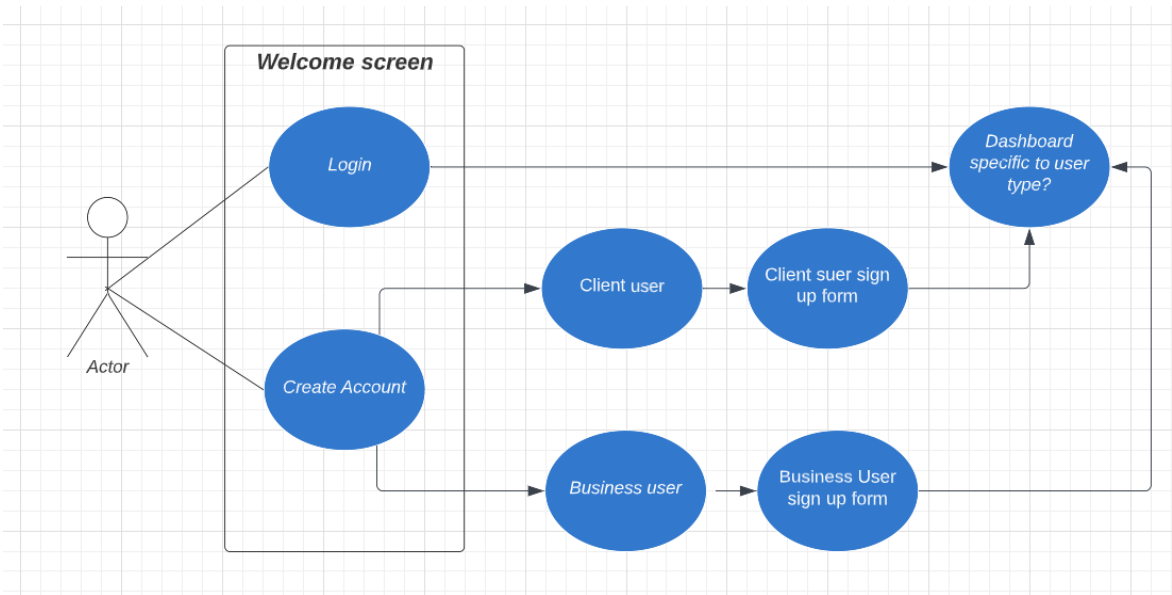 Welcome screen
Login
Dashboard
specific to user
type?
Client user
Client suer sign
up form
Actor
Create Account
Business user
Business User
sign up form